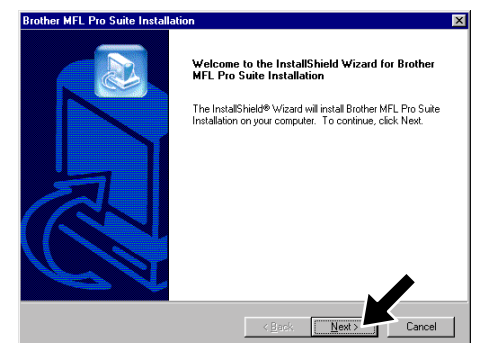 Brother MFL Pro Suite Installation
Welcome to the InstallShield Wizard for Brother
MFL Pro Suite Installation
The InstallShield® Wizard will install Brother MFL Pro Suite
Installation on your computer. To continue, click Next.
< Back
Next >
Cancel